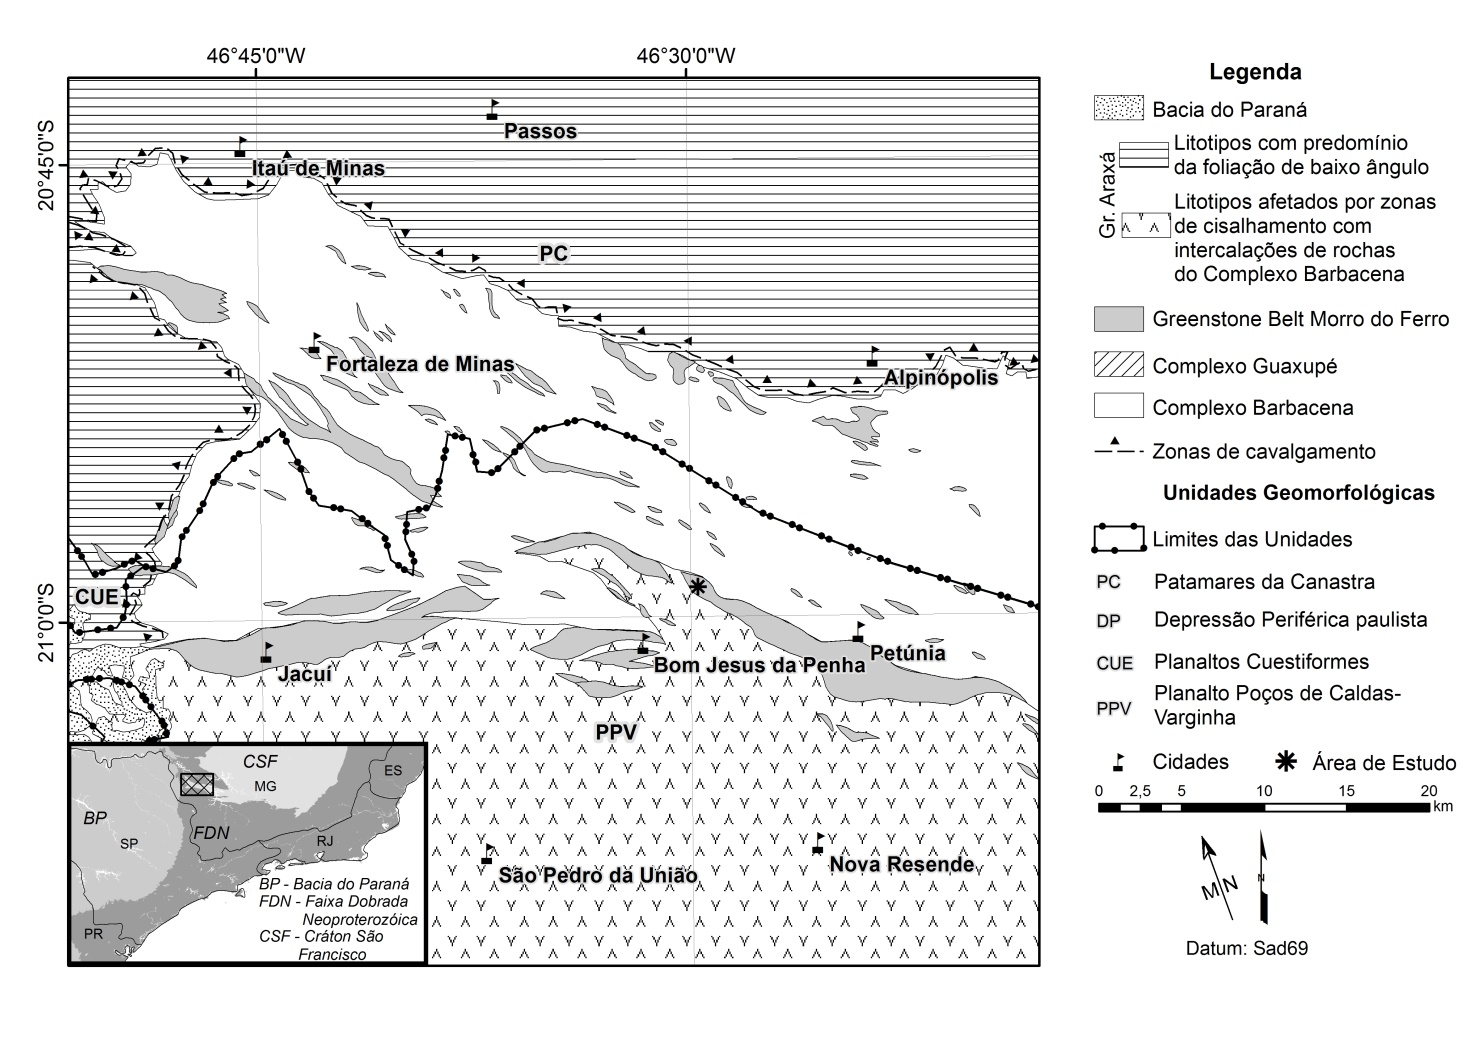 46°45'0"W
46°30'0"W
20°45'0"S
21°0'0"S
Passos
Itaú de Minas
PC
Fortaleza de Minas
Alpinópolis
CUE
Jacuí
Bom Jesus da Penha
Petúnia
PPV
São Pedro da União
Nova Resende
CSF
MG
ES
BP
SP
FDN
RJ
PR
BP - Bacia do Paraná
FDN - Faixa Dobrada
Neoproterozóica
CSF - Cráton São
Francisco
Legenda
Bacia do Paraná
Gr. Araxá
Litotipos com predomínio
da foliação de baixo ângulo
Litotipos afetados por zonas
de cisalhamento com
intercalações de rochas
do Complexo Barbacena
Greenstone Belt Morro do Ferro
Complexo Guaxupé
Complexo Barbacena
Zonas de cavalgamento
Unidades Geomorfológicas
Limites das Unidades
PC Patamares da Canastra
DP Depressão Periférica paulista
CUE Planaltos Cuestiformes
PPV Planalto Poços de Caldas-
Varginha
Cidades
Área de Estudo
0 2,5 5 10 15 20
km
MN
N
Datum: Sad69